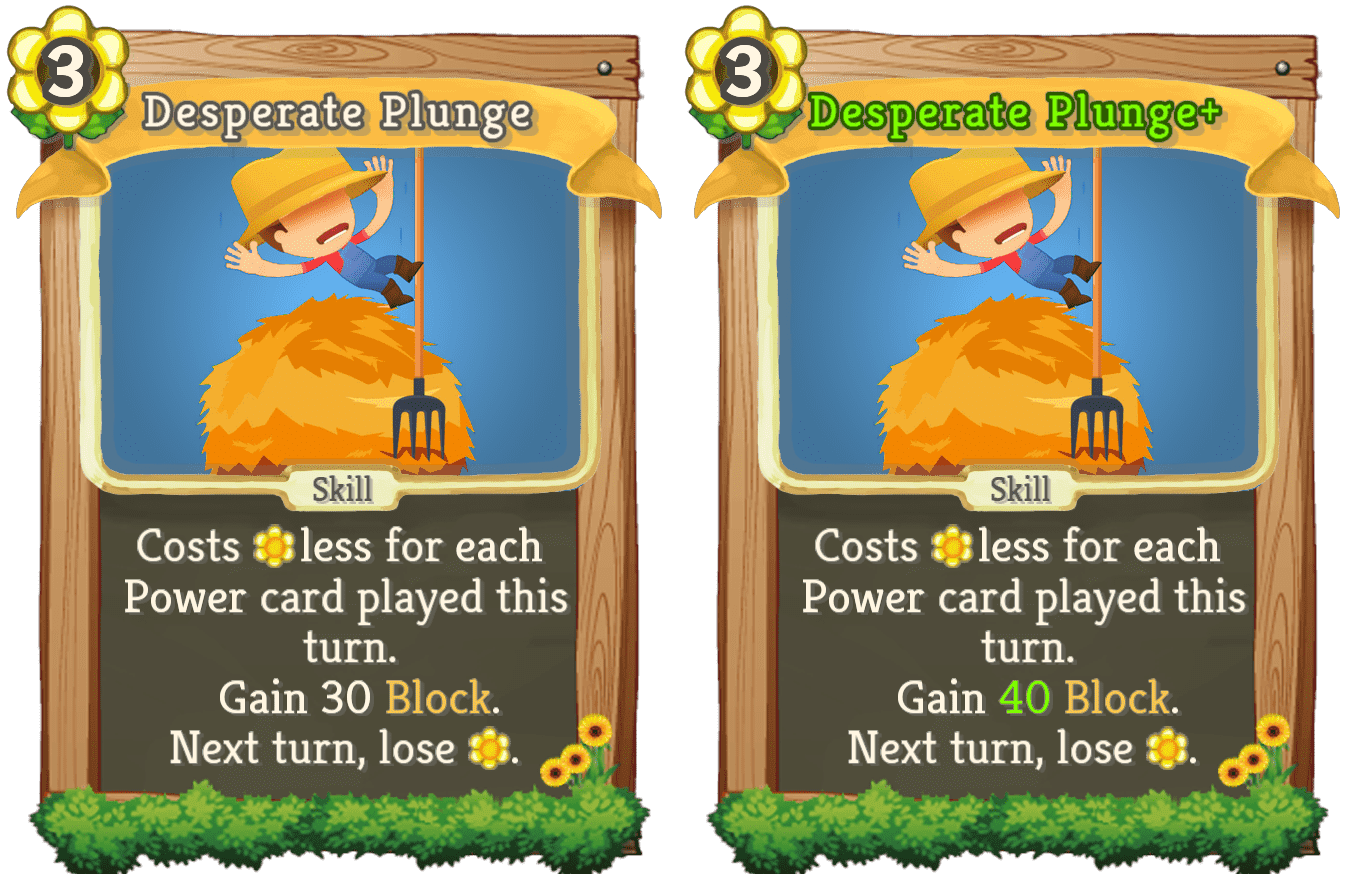 3
Desperate Plunge
Skill
Costs less for each
Power card played this
turn.
Gain 30 Block.
Next turn, lose .
3
Desperate Plunge+
Skill
Costs less for each
Power card played this
turn.
Gain 40 Block.
Next turn, lose .